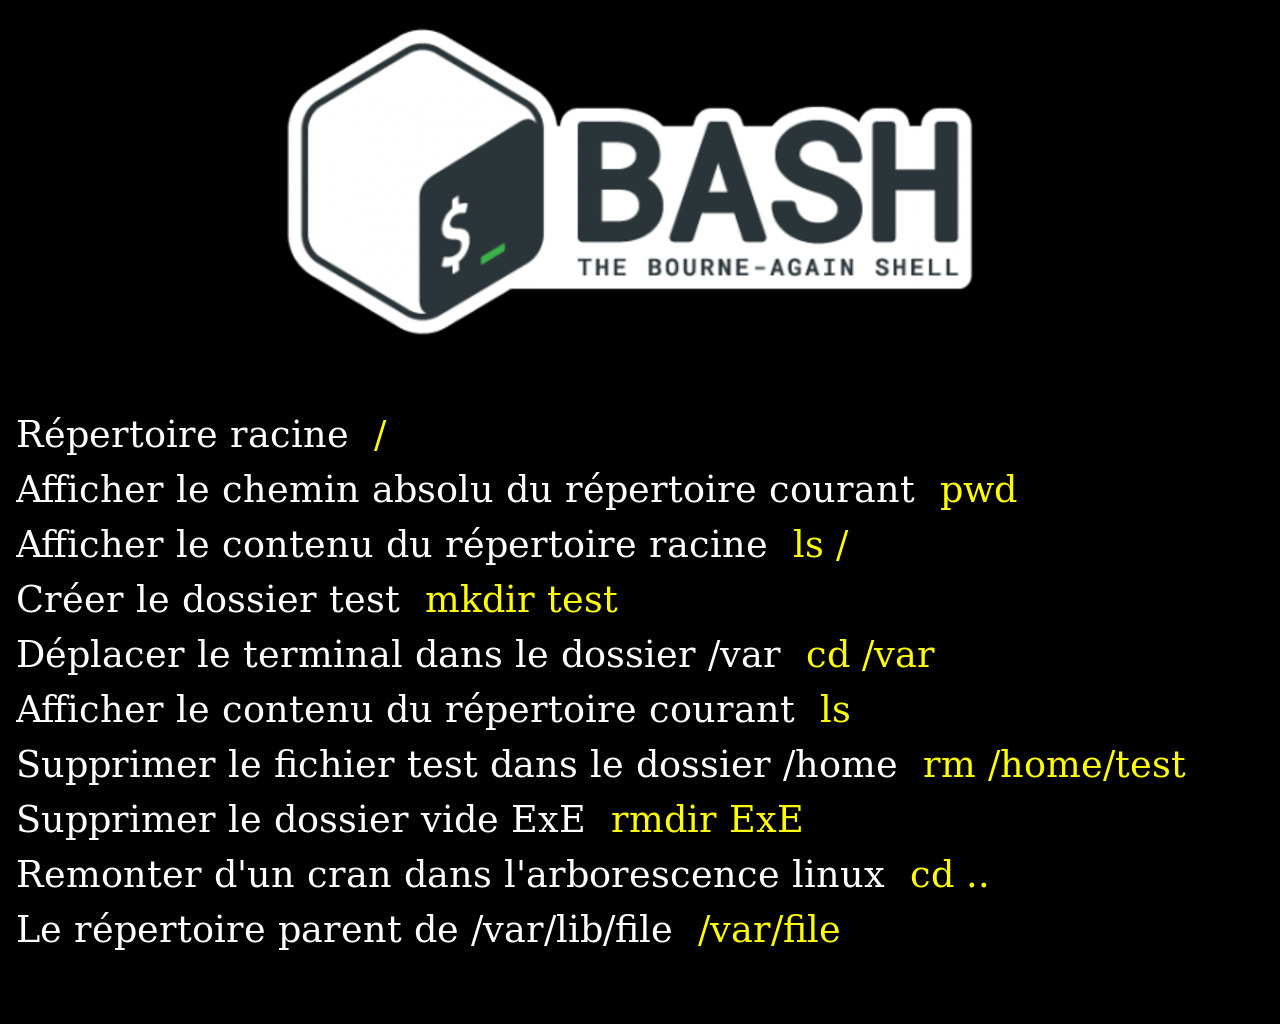 $_
BASH
THE BOURNE-AGAIN SHELL
Répertoire racine /
Afficher le chemin absolu du répertoire courant pwd
Afficher le contenu du répertoire racine ls /
Créer le dossier test mkdir test
Déplacer le terminal dans le dossier /var cd /var
Afficher le contenu du répertoire courant ls
Supprimer le fichier test dans le dossier /home rm /home/test
Supprimer le dossier vide ExE rmdir ExE
Remonter d'un cran dans l'arborescence linux cd ..
Le répertoire parent de /var/lib/file /var/file